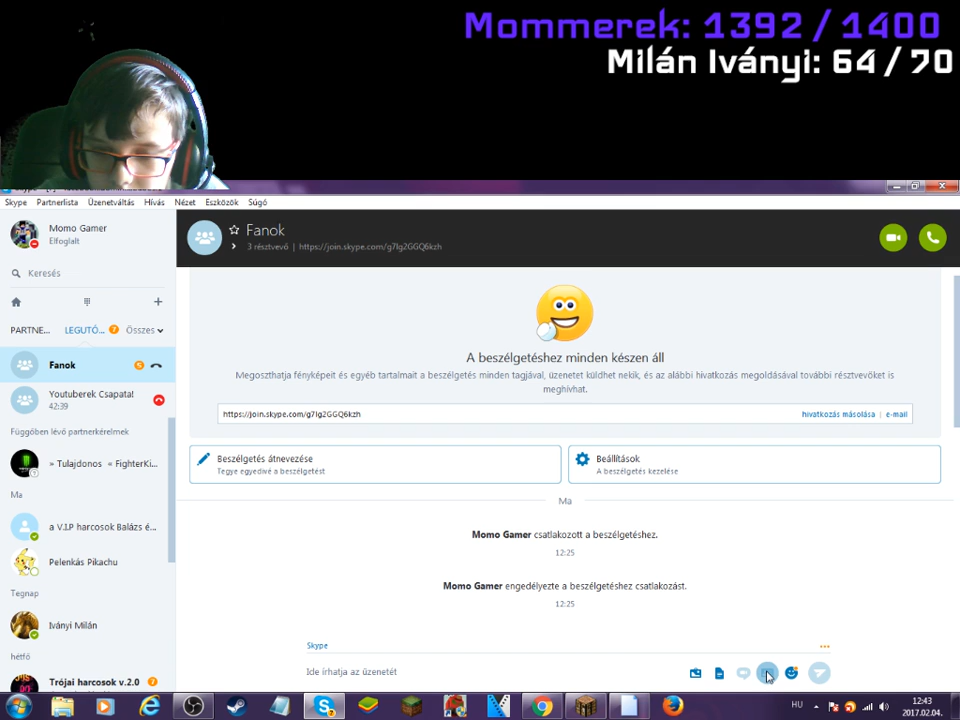 Mommerek: 1392 / 1400
Milán Iványi: 64 / 70
Skype Partnerlista Üzenetváltás Hívás Nézet Eszközök Súgó
Momo Gamer
Elfoglalt
Keresés
PARTNE... LEGUTÓ... 7 Összes
Fanok 5
Youtuberek Csapata!
42:39
Függőben lévő partnerkérelmek
» Tulajdonos « FighterKi...
Ma
a V.I.P harcosok Balázs é...
Pelenkás Pikachu
Tegnap
Iványi Milán
hétfő
Trójai harcosok v.2.0 7
Fanok
3 résztvevő | https://join.skype.com/g7Ig2GGQ6kzh
A beszélgetéshez minden készen áll
Megoszthatja fényképeit és egyéb tartalmait a beszélgetés minden tagjával, üzenetet küldhet nekik, és az alábbi hivatkozás megoldásával további résztvevőket is
meghívhat.
https://join.skype.com/g7Ig2GGQ6kzh hivatkozás másolása | e-mail
Beszélgetés átnevezése
Tegye egyedivé a beszélgetést
Beállítások
A beszélgetés kezelése
Ma
Momo Gamer csatlakozott a beszélgetéshez.
12:25
Momo Gamer engedélyezte a beszélgetéshez csatlakozást.
12:25
Skype
Ide írhatja az üzenetét
HU
12:43
2017.02.04.